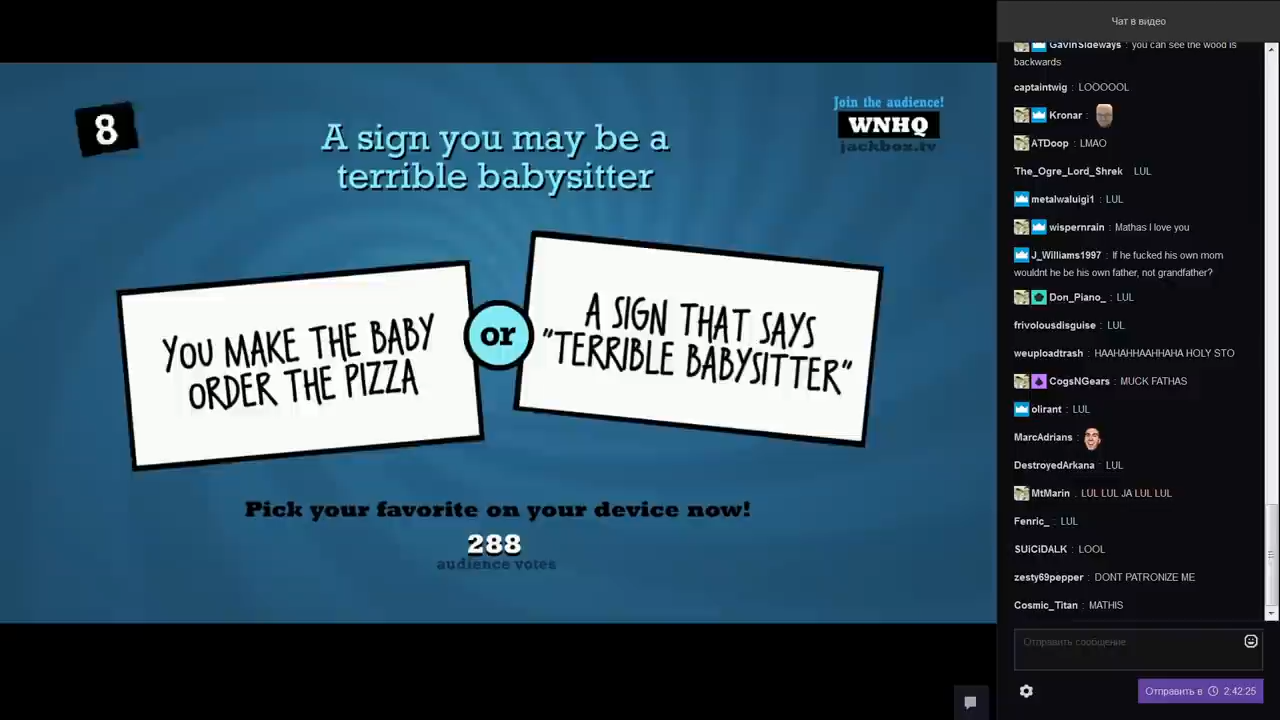 8
A sign you may be a
terrible babysitter
Join the audience!
WNHQ
jackbox.tv
YOU MAKE THE BABY
ORDER THE PIZZA
or
A SIGN THAT SAYS
"TERRIBLE BABYSITTER"
Pick your favorite on your device now!
288
audience votes
Чат в видео
GavinSideways : you can see the wood is
backwards
captaintwig : LOOOOOL
Kronar :
ATDoop : LMAO
The_Ogre_Lord_Shrek LUL
metalwaluigi1 : LUL
wispernrain : Mathas I love you
J_Williams1997 : If he fucked his own mom
wouldnt he be his own father, not grandfather?
Don_Piano_ : LUL
frivolousdisguise : LUL
weuploadtrash : HAAHAHHAAHHAHA HOLY STO
CogsNGears : MUCK FATHAS
olirant : LUL
MarcAdrians :
DestroyedArkana : LUL
MtMarin : LUL LUL JA LUL LUL
Fenric_ : LUL
SUiCiDALK : LOOL
zesty69pepper : DONT PATRONIZE ME
Cosmic_Titan : MATHIS
Отправить сообщение
Отправить в 2:42:25